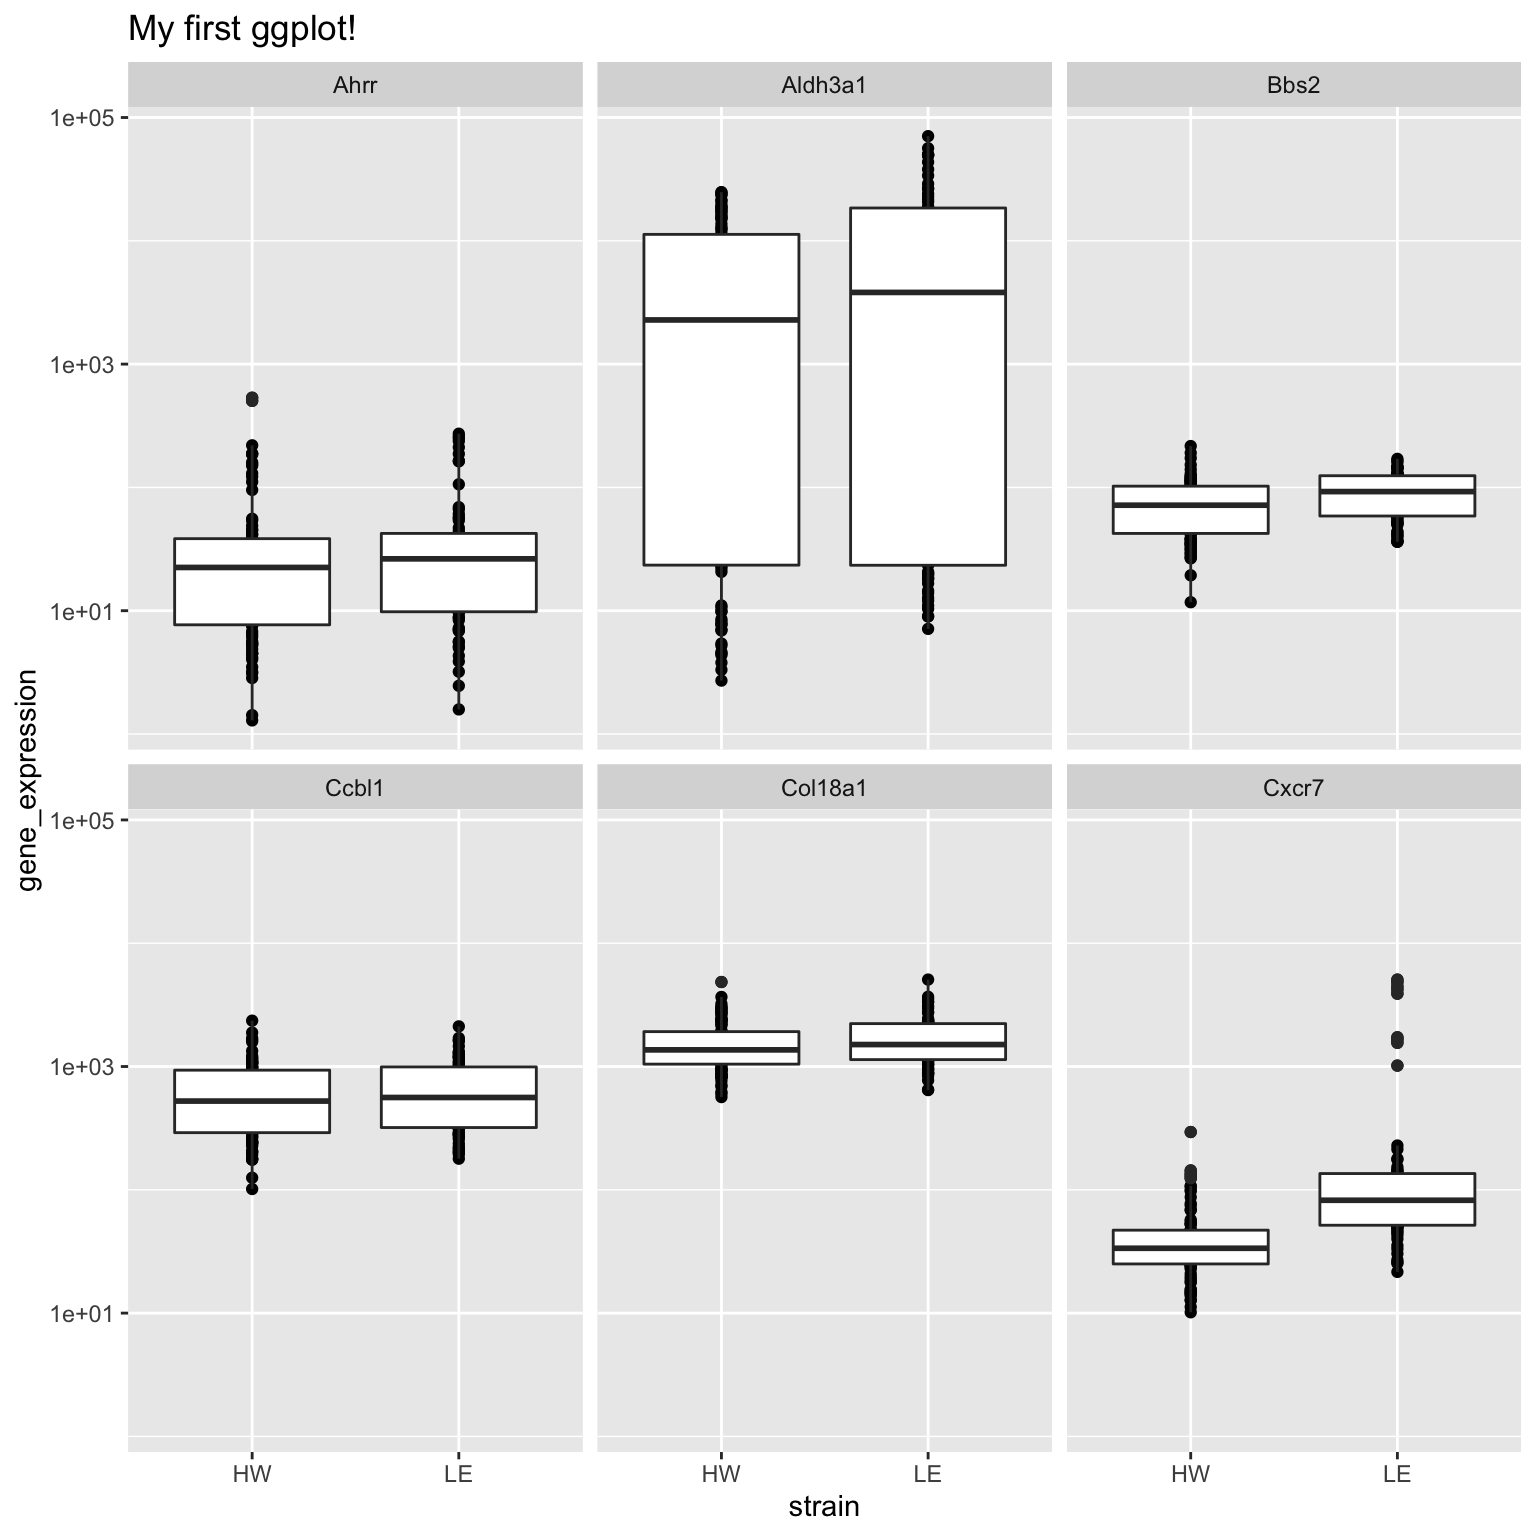 My first ggplot!
Ahrr
Aldh3a1
Bbs2
1e+05
1e+03
1e+01
gene_expression
Ccbl1
Col18a1
Cxcr7
1e+05
1e+03
1e+01
HW
LE
HW
LE
HW
LE
strain